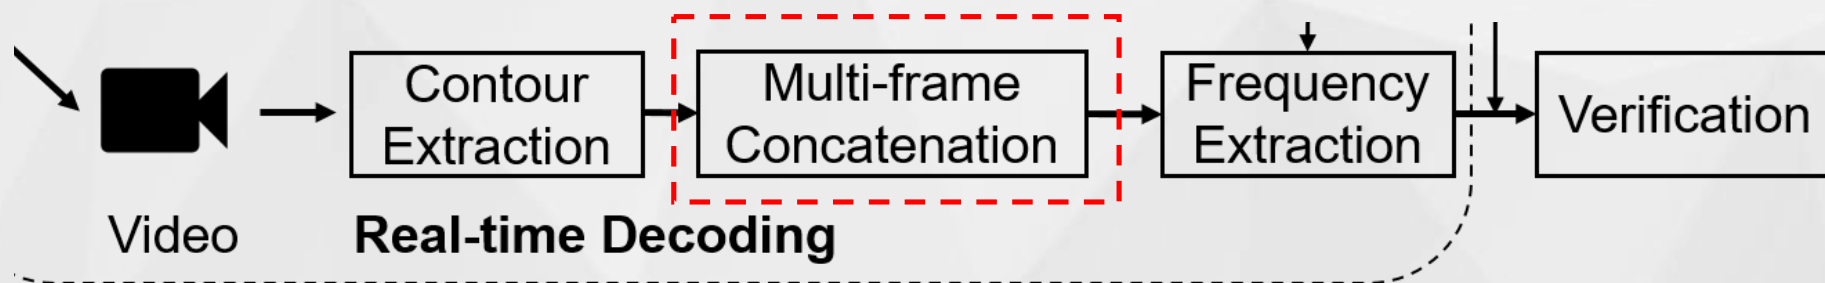 Contour
Extraction
Multi-frame
Concatenation
Frequency
Extraction
Verification
Video
Real-time Decoding